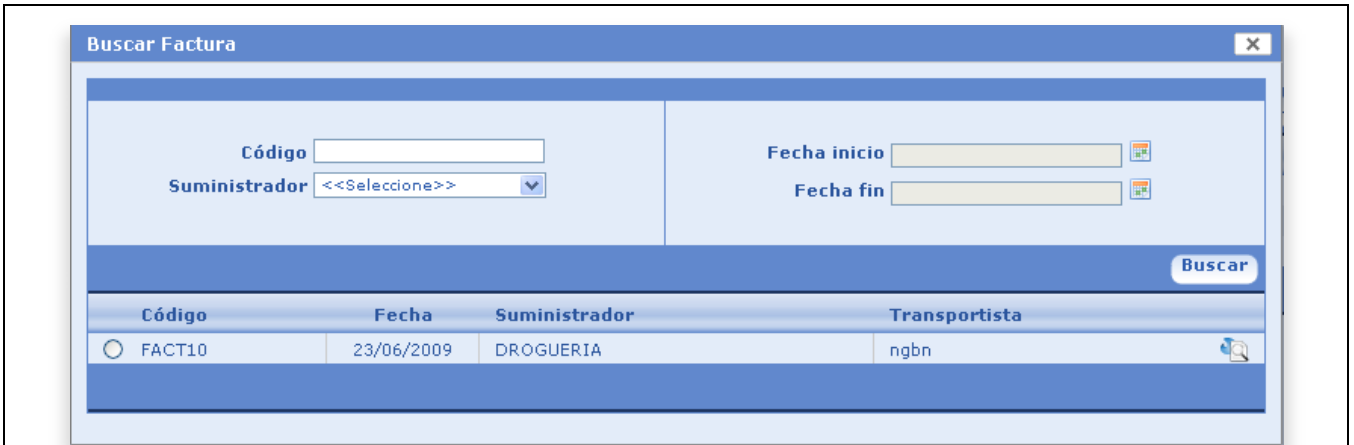 Buscar Factura
Código
Suministrador <<Seleccione>>
Fecha inicio
Fecha fin
Buscar
Código Fecha Suministrador Transportista
FACT10 23/06/2009 DROGUERIA ngbn